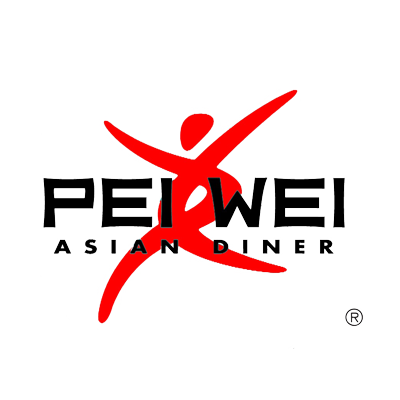 PEI WEI
ASIAN DINER
®